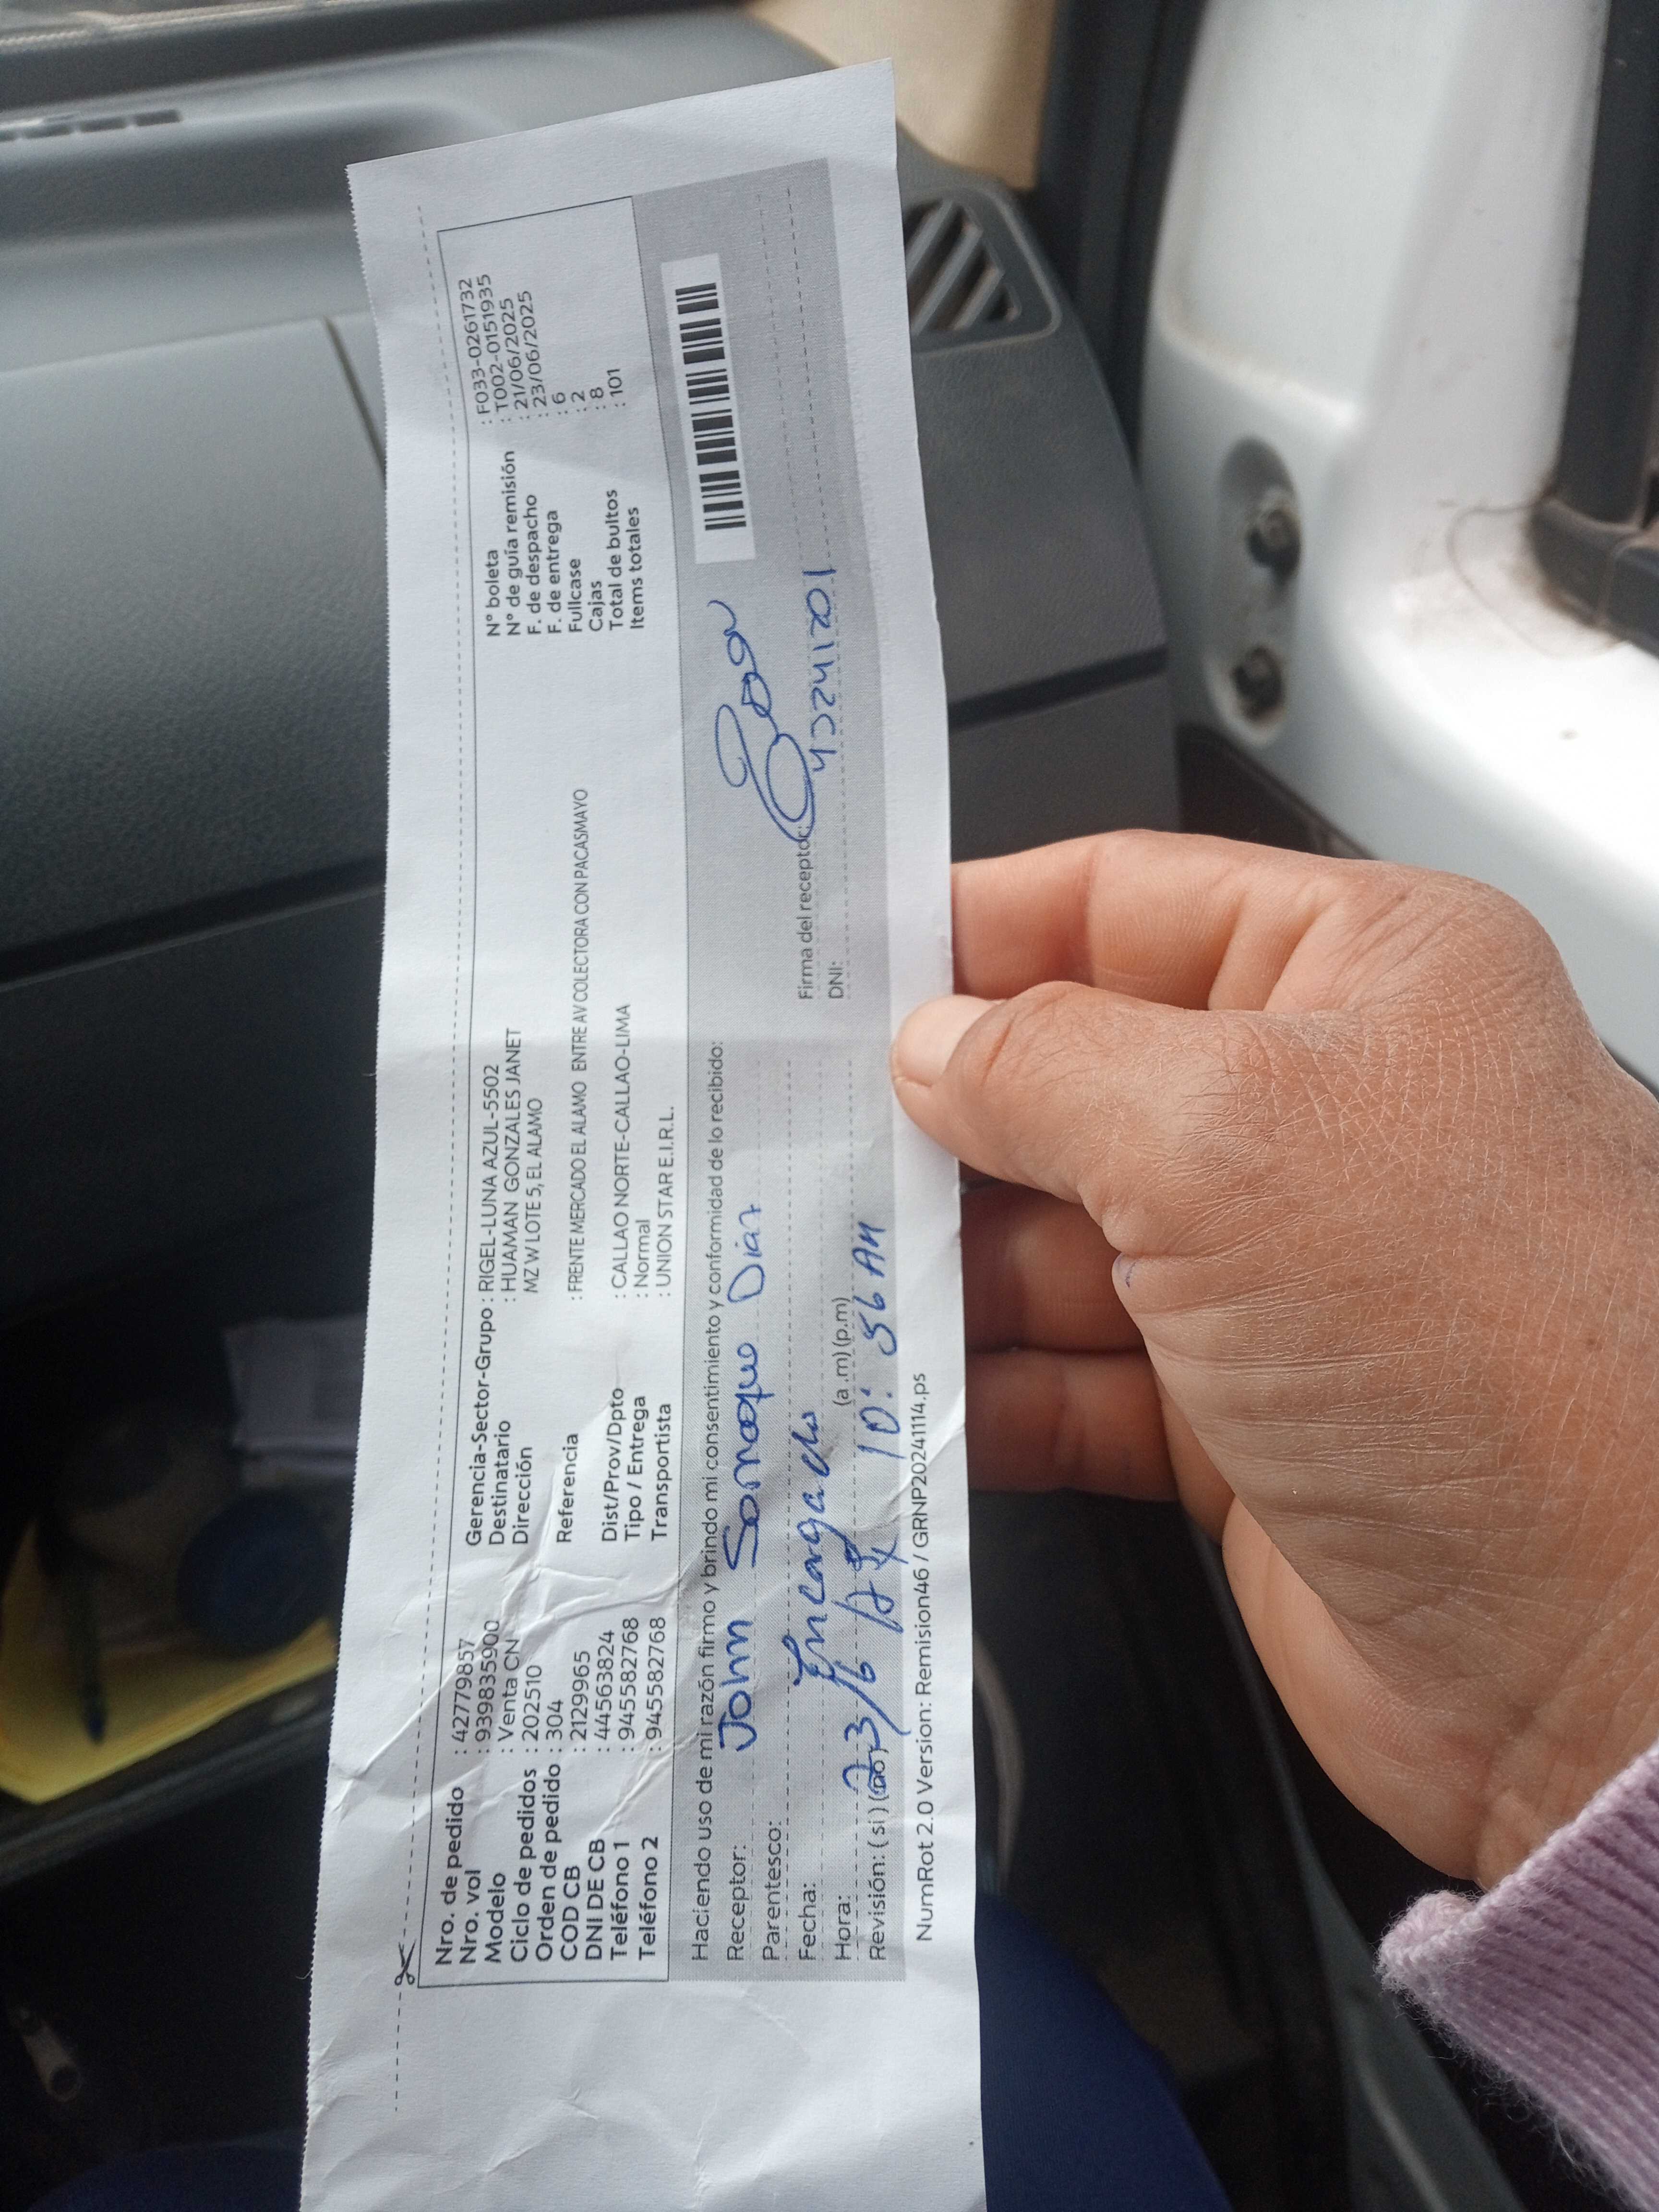 Nro. de pedido : 427779857
Nro. vol : 939835900
Modelo : Venta CN
Ciclo de pedidos : 202510
Orden de pedido : 304
COD CB : 2129965
DNI DE CB : 44563824
Teléfono 1 : 945582768
Teléfono 2 : 945582768
Gerencia-Sector-Grupo : RIGEL-LUNA AZUL-5502
Destinatario : HUAMAN GONZALES JANET
Dirección MZ W LOTE 5, EL ALAMO
Referencia : FRENTE MERCADO EL ALAMO ENTRE AV COLECTORA CON PACASMAYO
Dist/Prov/Dpto : CALLAO NORTE-CALLAO-LIMA
Tipo / Entrega : Normal
Transportista : UNION STAR E.I.R.L.
N° boleta : F033-0261732
N° de guía remisión : T002-0151935
F. de despacho : 21/06/2025
F. de entrega : 23/06/2025
Fullcase : 6
Cajas : 2
Total de bultos : 8
Items totales : 101
Haciendo uso de mi razón firmo y brindo mi consentimiento y conformidad de lo recibido:
Receptor: John Diaz
Parentesco: Encargado
Fecha: 23/6
Hora: (a.m) (p.m) 10:56 AM
Revisión: ( si ) (no)
Firma del receptor:
DNI: 43241701
NumRot 2.0 Version: Remision46 / GRNP20241114.ps